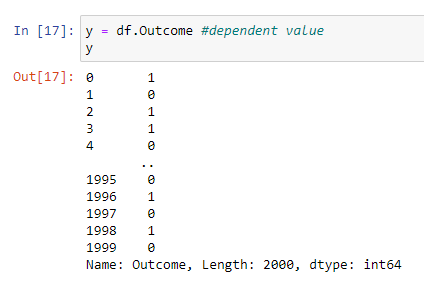 In [17]: y = df.Outcome #dependent value
y
Out[17]: 0 1
1 0
2 1
3 1
4 0
..
1995 0
1996 1
1997 0
1998 1
1999 0
Name: Outcome, Length: 2000, dtype: int64